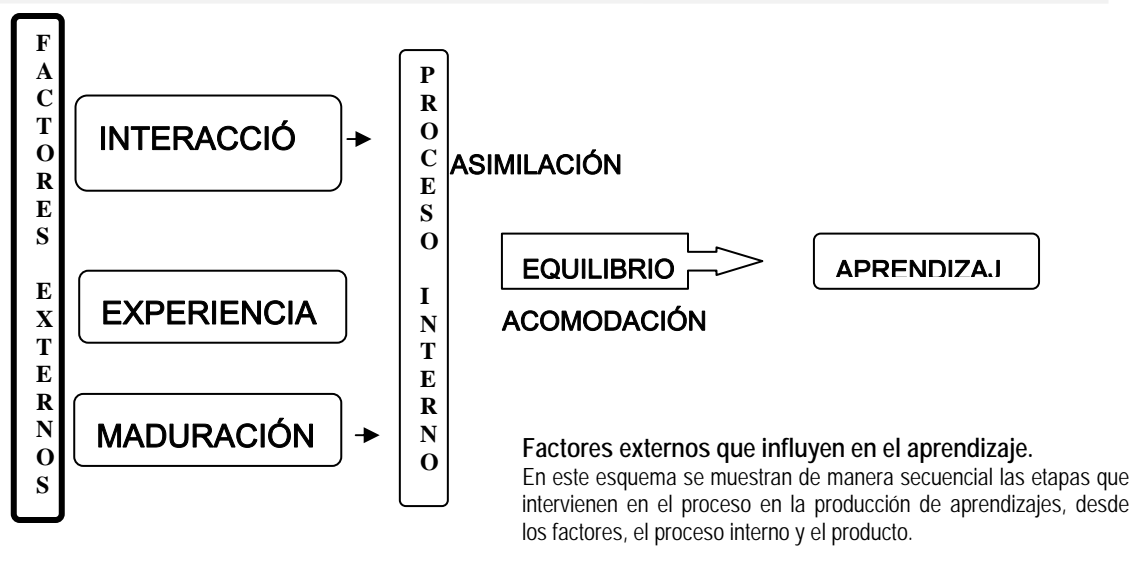 FACTORES EXTERNOS
INTERACCIÓ
EXPERIENCIA
MADURACIÓN
PROCESO INTERNO
ASIMILACIÓN
EQUILIBRIO
ACOMODACIÓN
APRENDIZAJ
Factores externos que influyen en el aprendizaje.
En este esquema se muestran de manera secuencial las etapas que
intervienen en el proceso en la producción de aprendizajes, desde
los factores, el proceso interno y el producto.